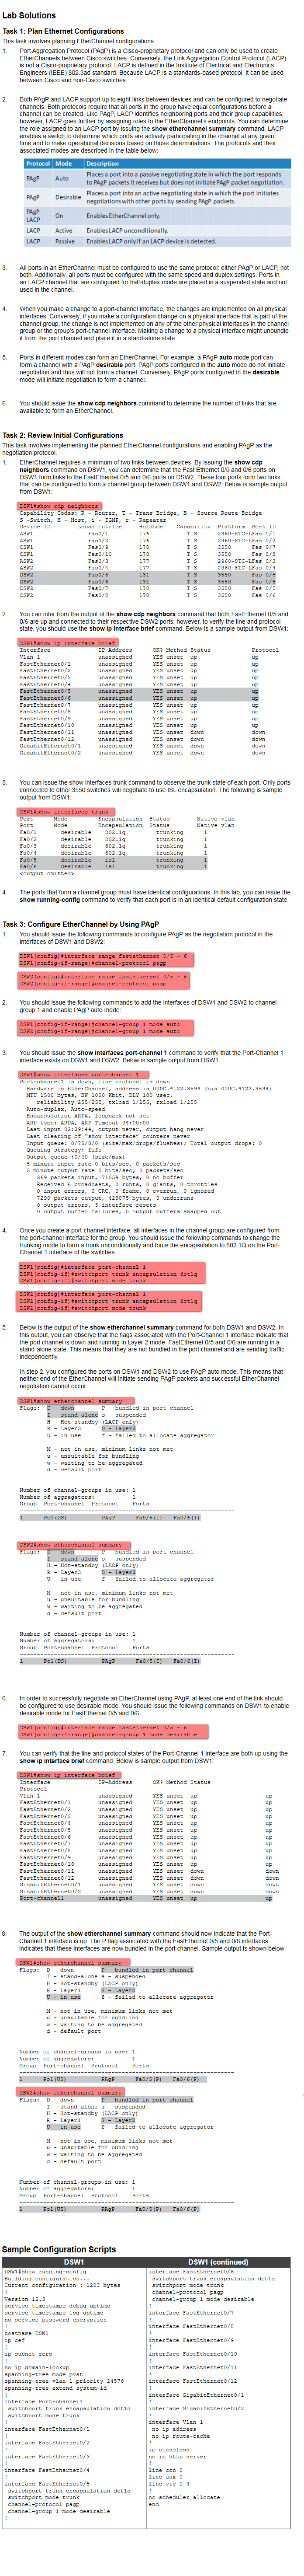 Lab Solutions
Task 1: Plan Ethernet Configurations
This task involves planning EtherChannel configurations.
1. Port Aggregation Protocol (PAgP) is a Cisco-proprietary protocol and can only be used to create
EtherChannels between Cisco switches. Conversely, the Link Aggregation Control Protocol (LACP)
is not a Cisco-proprietary protocol. LACP is defined in the Institute of Electrical and Electronics
Engineers (IEEE) 802.3ad standard. Because LACP is a standards-based protocol, it can be used
between Cisco and non-Cisco switches.
2. Both PAgP and LACP support up to eight links between devices and can be configured to negotiate
channels. Both protocols require that all ports in the group have equal configurations before a
channel can be created. Like PAgP, LACP identifies neighboring ports and their group capabilities;
however, LACP goes further by assigning roles to the EtherChannel's endpoints. You can determine
the role assigned to an LACP port by issuing the show etherchannel summary command. LACP
enables a switch to determine which ports are actively participating in the channel at any given
time and to make operational decisions based on those determinations. The protocols and their
associated modes are described in the table below:
Protocol Mode Description
PAgP Auto Places a port into a passive negotiating state in which the port responds
to PAgP packets it receives but does not initiate PAgP packet negotiation.
PAgP Desirable Places a port into an active negotiating state in which the port initiates
negotiations with other ports by sending PAgP packets.
PAgP
LACP On Enables EtherChannel only.
LACP Active Enables LACP unconditionally.
LACP Passive Enables LACP only if an LACP device is detected.
3. All ports in an EtherChannel must be configured to use the same protocol: either PAgP or LACP, not
both. Additionally, all ports must be configured with the same speed and duplex settings. Ports in
an LACP channel that are configured for half-duplex mode are placed in a suspended state and not
used in the channel.
4. When you make a change to a port-channel interface, the changes are implemented on all physical
interfaces. Conversely, if you make a configuration change on a physical interface that is part of the
channel group, the change is not implemented on any of the other physical interfaces in the channel
group or the group's port-channel interface. Making a change to a physical interface might unbundle
it from the port channel and place it in a stand-alone state.
5. Ports in different modes can form an EtherChannel. For example, a PAgP auto mode port can
form a channel with a PAgP desirable port. PAgP ports configured in the auto mode do not initiate
negotiation and thus will not form a channel. Conversely, PAgP ports configured in the desirable
mode will initiate negotiation to form a channel.
6. You should issue the show cdp neighbors command to determine the number of links that are
available to form an EtherChannel.
Task 2: Review Initial Configurations
This task involves implementing the planned EtherChannel configurations and enabling PAgP as the
negotiation protocol.
1. EtherChannel requires a minimum of two links between devices. By issuing the show cdp
neighbors command on DSW1, you can determine that the Fast Ethernet 0/5 and 0/6 ports on
DSW1 form links to the FastEthernet 0/5 and 0/6 ports on DSW2. These four ports form two links
that can be configured to form a channel group between DSW1 and DSW2. Below is sample output
from DSW1:
DSW1#show cdp neighbors
Capability Codes: R - Router, T - Trans Bridge, B - Source Route Bridge
S -Switch, H - Host, i - IGMP, r - Repeater
Device ID Local Intrfce Holdtme Capability Platform Port ID
ASW1 Fas0/1 176 T S 2960-8TC-LFas 0/1
ASW1 Fas0/2 176 T S 2960-8TC-LFas 0/2
CSW1 Fas0/9 178 T S 3550 Fas 0/7
CSW1 Fas0/10 178 T S 3550 Fas 0/8
ASW2 Fas0/3 177 T S 2960-8TC-LFas 0/3
ASW2 Fas0/4 177 T S 2960-8TC-LFas 0/4
DSW2 Fas0/5 131 T S 3550 Fas 0/5
DSW2 Fas0/6 131 T S 3550 Fas 0/6
CSW2 Fas0/7 178 T S 3550 Fas 0/5
CSW2 Fas0/8 178 T S 3550 Fas 0/6
2. You can infer from the output of the show cdp neighbors command that both FastEthernet 0/5 and
0/6 are up and connected to their respective DSW2 ports; however, to verify the line and protocol
state, you should use the show ip interface brief command. Below is a sample output from DSW1:
DSW1#show ip interface brief
Interface IP-Address OK? Method Status Protocol
Vlan 1 unassigned YES unset up up
FastEthernet0/1 unassigned YES unset up up
FastEthernet0/2 unassigned YES unset up up
FastEthernet0/3 unassigned YES unset up up
FastEthernet0/4 unassigned YES unset up up
FastEthernet0/5 unassigned YES unset up up
FastEthernet0/6 unassigned YES unset up up
FastEthernet0/7 unassigned YES unset up up
FastEthernet0/8 unassigned YES unset up up
FastEthernet0/9 unassigned YES unset up up
FastEthernet0/10 unassigned YES unset up up
FastEthernet0/11 unassigned YES unset down down
FastEthernet0/12 unassigned YES unset down down
GigabitEthernet0/1 unassigned YES unset down down
GigabitEthernet0/2 unassigned YES unset down down
3. You can issue the show interfaces trunk command to observe the trunk state of each port. Only ports
connected to other 3550 switches will negotiate to use ISL encapsulation. The following is sample
output from DSW1:
DSW1#show interfaces trunk
Port Mode Encapsulation Status Native vlan
Port Mode Encapsulation Status Native vlan
Fa0/1 desirable 802.1q trunking 1
Fa0/2 desirable 802.1q trunking 1
Fa0/3 desirable 802.1q trunking 1
Fa0/4 desirable 802.1q trunking 1
Fa0/5 desirable isl trunking 1
Fa0/6 desirable isl trunking 1
<output omitted>
4. The ports that form a channel group must have identical configurations. In this lab, you can issue the
show running-config command to verify that each port is in an identical default configuration state.
Task 3: Configure EtherChannel by Using PAgP
1. You should issue the following commands to configure PAgP as the negotiation protocol in the
interfaces of DSW1 and DSW2:
DSW1(config)#interface range fastethernet 0/5 - 6
DSW1(config-if-range)#channel-protocol pagp
DSW2(config)#interface range fastethernet 0/5 - 6
DSW2(config-if-range)#channel-protocol pagp
2. You should issue the following commands to add the interfaces of DSW1 and DSW2 to channel-
group 1 and enable PAgP auto mode:
DSW1(config-if-range)#channel-group 1 mode auto
DSW2(config-if-range)#channel-group 1 mode auto
3. You should issue the show interfaces port-channel 1 command to verify that the Port-Channel 1
interface exists on DSW1 and DSW2. Below is sample output from DSW1:
DSW1#show interfaces port-channel 1
Port-channel1 is down, line protocol is down
Hardware is EtherChannel, address is 000C.4122.3594 (bia 000C.4122.3594)
MTU 1500 bytes, BW 1000 Kbit, DLY 100 usec,
reliability 255/255, txload 1/255, rxload 1/255
Auto-duplex, Auto-speed
Encapsulation ARPA, loopback not set
ARP type: ARPA, ARP Timeout 04:00:00
Last input 02:29:44, output never, output hang never
Last clearing of "show interface" counters never
Input queue: 0/75/0/0 (size/max/drops/flushes); Total output drops: 0
Queuing strategy: fifo
Output queue :0/40 (size/max)
5 minute input rate 0 bits/sec, 0 packets/sec
5 minute output rate 0 bits/sec, 0 packets/sec
269 packets input, 71059 bytes, 0 no buffer
Received 6 broadcasts, 0 runts, 0 giants, 0 throttles
0 input errors, 0 CRC, 0 frame, 0 overrun, 0 ignored
7290 packets output, 429075 bytes, 0 underruns
0 output errors, 3 interface resets
0 output buffer failures, 0 output buffers swapped out
4. Once you create a port-channel interface, all interfaces in the channel group are configured from
the port-channel interface for the group. You should issue the following commands to change the
trunking mode to form a trunk unconditionally and force the encapsulation to 802.1Q on the Port-
Channel 1 interface of the switches:
DSW1(config)#interface port-channel 1
DSW1(config-if)#switchport trunk encapsulation dot1q
DSW1(config-if)#switchport mode trunk
DSW2(config)#interface port-channel 1
DSW2(config-if)#switchport trunk encapsulation dot1q
DSW2(config-if)#switchport mode trunk
5. Below is the output of the show etherchannel summary command for both DSW1 and DSW2. In
this output, you can observe that the flags associated with the Port-Channel 1 interface indicate that
the port channel is down and running in Layer 2 mode. FastEthernet 0/5 and 0/6 are running in a
stand-alone state. This means that they are not bundled in the port channel and are sending traffic
independently.
In step 2, you configured the ports on DSW1 and DSW2 to use PAgP auto mode. This means that
neither end of the EtherChannel will initiate sending PAgP packets and successful EtherChannel
negotiation cannot occur.
DSW1#show etherchannel summary
Flags: D - down P - bundled in port-channel
I - stand-alone s - suspended
H - Hot-standby (LACP only)
R - Layer3 S - Layer2
U - in use f - failed to allocate aggregator
M - not in use, minimum links not met
u - unsuitable for bundling
w - waiting to be aggregated
d - default port
Number of channel-groups in use: 1
Number of aggregators: 1
Group Port-channel Protocol Ports
1 Po1(DS) PAgP Fa0/5(I) Fa0/6(I)
DSW2#show etherchannel summary
Flags: D - down P - bundled in port-channel
I - stand-alone s - suspended
H - Hot-standby (LACP only)
R - Layer3 S - Layer2
U - in use f - failed to allocate aggregator
M - not in use, minimum links not met
u - unsuitable for bundling
w - waiting to be aggregated
d - default port
Number of channel-groups in use: 1
Number of aggregators: 1
Group Port-channel Protocol Ports
1 Po1(DS) PAgP Fa0/5(I) Fa0/6(I)
6. In order to successfully negotiate an EtherChannel using PAgP, at least one end of the link should
be configured to use desirable mode. You should issue the following commands on DSW1 to enable
desirable mode for FastEthernet 0/5 and 0/6:
DSW1(config)#interface range fastethernet 0/5 - 6
DSW1(config-if-range)#channel-group 1 mode desirable
7. You can verify that the line and protocol states of the Port-Channel 1 interface are both up using the
show ip interface brief command. Below is sample output from DSW1:
DSW1#show ip interface brief
Interface IP-Address OK? Method Status
Protocol
Vlan 1 unassigned YES unset up up
FastEthernet0/1 unassigned YES unset up up
FastEthernet0/2 unassigned YES unset up up
FastEthernet0/3 unassigned YES unset up up
FastEthernet0/4 unassigned YES unset up up
FastEthernet0/5 unassigned YES unset up up
FastEthernet0/6 unassigned YES unset up up
FastEthernet0/7 unassigned YES unset up up
FastEthernet0/8 unassigned YES unset up up
FastEthernet0/9 unassigned YES unset up up
FastEthernet0/10 unassigned YES unset up up
FastEthernet0/11 unassigned YES unset down down
FastEthernet0/12 unassigned YES unset down down
GigabitEthernet0/1 unassigned YES unset down down
GigabitEthernet0/2 unassigned YES unset down down
Port-channel1 unassigned YES unset up up
8. The output of the show etherchannel summary command should now indicate that the Port-
Channel 1 interface is up. The P flag associated with the FastEthernet 0/5 and 0/6 interfaces
indicates that these interfaces are now bundled in the port channel. Sample output is shown below:
DSW1#show etherchannel summary
Flags: D - down P - bundled in port-channel
I - stand-alone s - suspended
H - Hot-standby (LACP only)
R - Layer3 S - Layer2
U - in use f - failed to allocate aggregator
M - not in use, minimum links not met
u - unsuitable for bundling
w - waiting to be aggregated
d - default port
Number of channel-groups in use: 1
Number of aggregators: 1
Group Port-channel Protocol Ports
1 Po1(SU) PAgP Fa0/5(P) Fa0/6(P)
DSW2#show etherchannel summary
Flags: D - down P - bundled in port-channel
I - stand-alone s - suspended
H - Hot-standby (LACP only)
R - Layer3 S - Layer2
U - in use f - failed to allocate aggregator
M - not in use, minimum links not met
u - unsuitable for bundling
w - waiting to be aggregated
d - default port
Number of channel-groups in use: 1
Number of aggregators: 1
Group Port-channel Protocol Ports
1 Po1(US) PAgP Fa0/5(P) Fa0/6(P)
Sample Configuration Scripts
DSW1
DSW1#show running-config
Building configuration...
Current configuration : 1203 bytes
!
Version 12.3
service timestamps debug uptime
service timestamps log uptime
no service password-encryption
!
hostname DSW1
ip cef
!
ip subnet-zero
!
no ip domain-lookup
spanning-tree mode pvst
spanning-tree vlan 1 priority 24576
spanning-tree extend system-id
!
interface Port-channel1
switchport trunk encapsulation dot1q
switchport mode trunk
!
interface FastEthernet0/1
!
interface FastEthernet0/2
!
interface FastEthernet0/3
!
interface FastEthernet0/4
!
interface FastEthernet0/5
switchport trunk encapsulation dot1q
switchport mode trunk
channel-protocol pagp
channel-group 1 mode desirable
!
DSW1 (continued)
interface FastEthernet0/6
switchport trunk encapsulation dot1q
switchport mode trunk
channel-protocol pagp
channel-group 1 mode desirable
!
interface FastEthernet0/7
!
interface FastEthernet0/8
!
interface FastEthernet0/9
!
interface FastEthernet0/10
!
interface FastEthernet0/11
!
interface FastEthernet0/12
!
interface GigabitEthernet0/1
!
interface GigabitEthernet0/2
!
interface Vlan 1
no ip address
no ip route-cache
!
ip classless
no ip http server
!
line con 0
line aux 0
line vty 0 4
!
no scheduler allocate
end